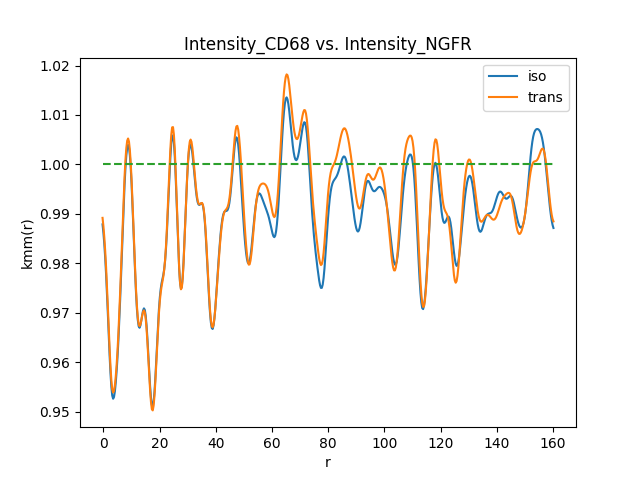 Intensity_CD68 vs. Intensity_NGFR
iso
trans
1.02
1.01
1.00
0.99
0.98
0.97
0.96
0.95
kmm(r)
0 20 40 60 80 100 120 140 160
r